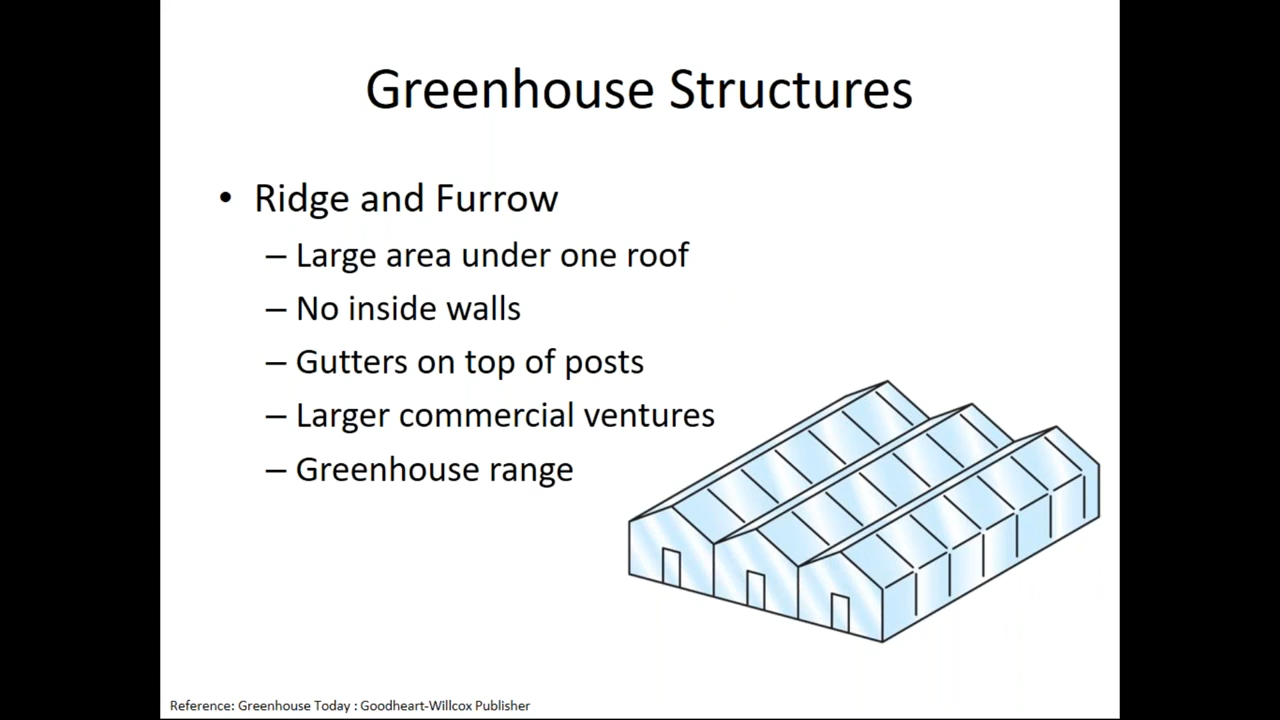 Greenhouse Structures
• Ridge and Furrow
– Large area under one roof
– No inside walls
– Gutters on top of posts
– Larger commercial ventures
– Greenhouse range
Reference: Greenhouse Today : Goodheart-Willcox Publisher